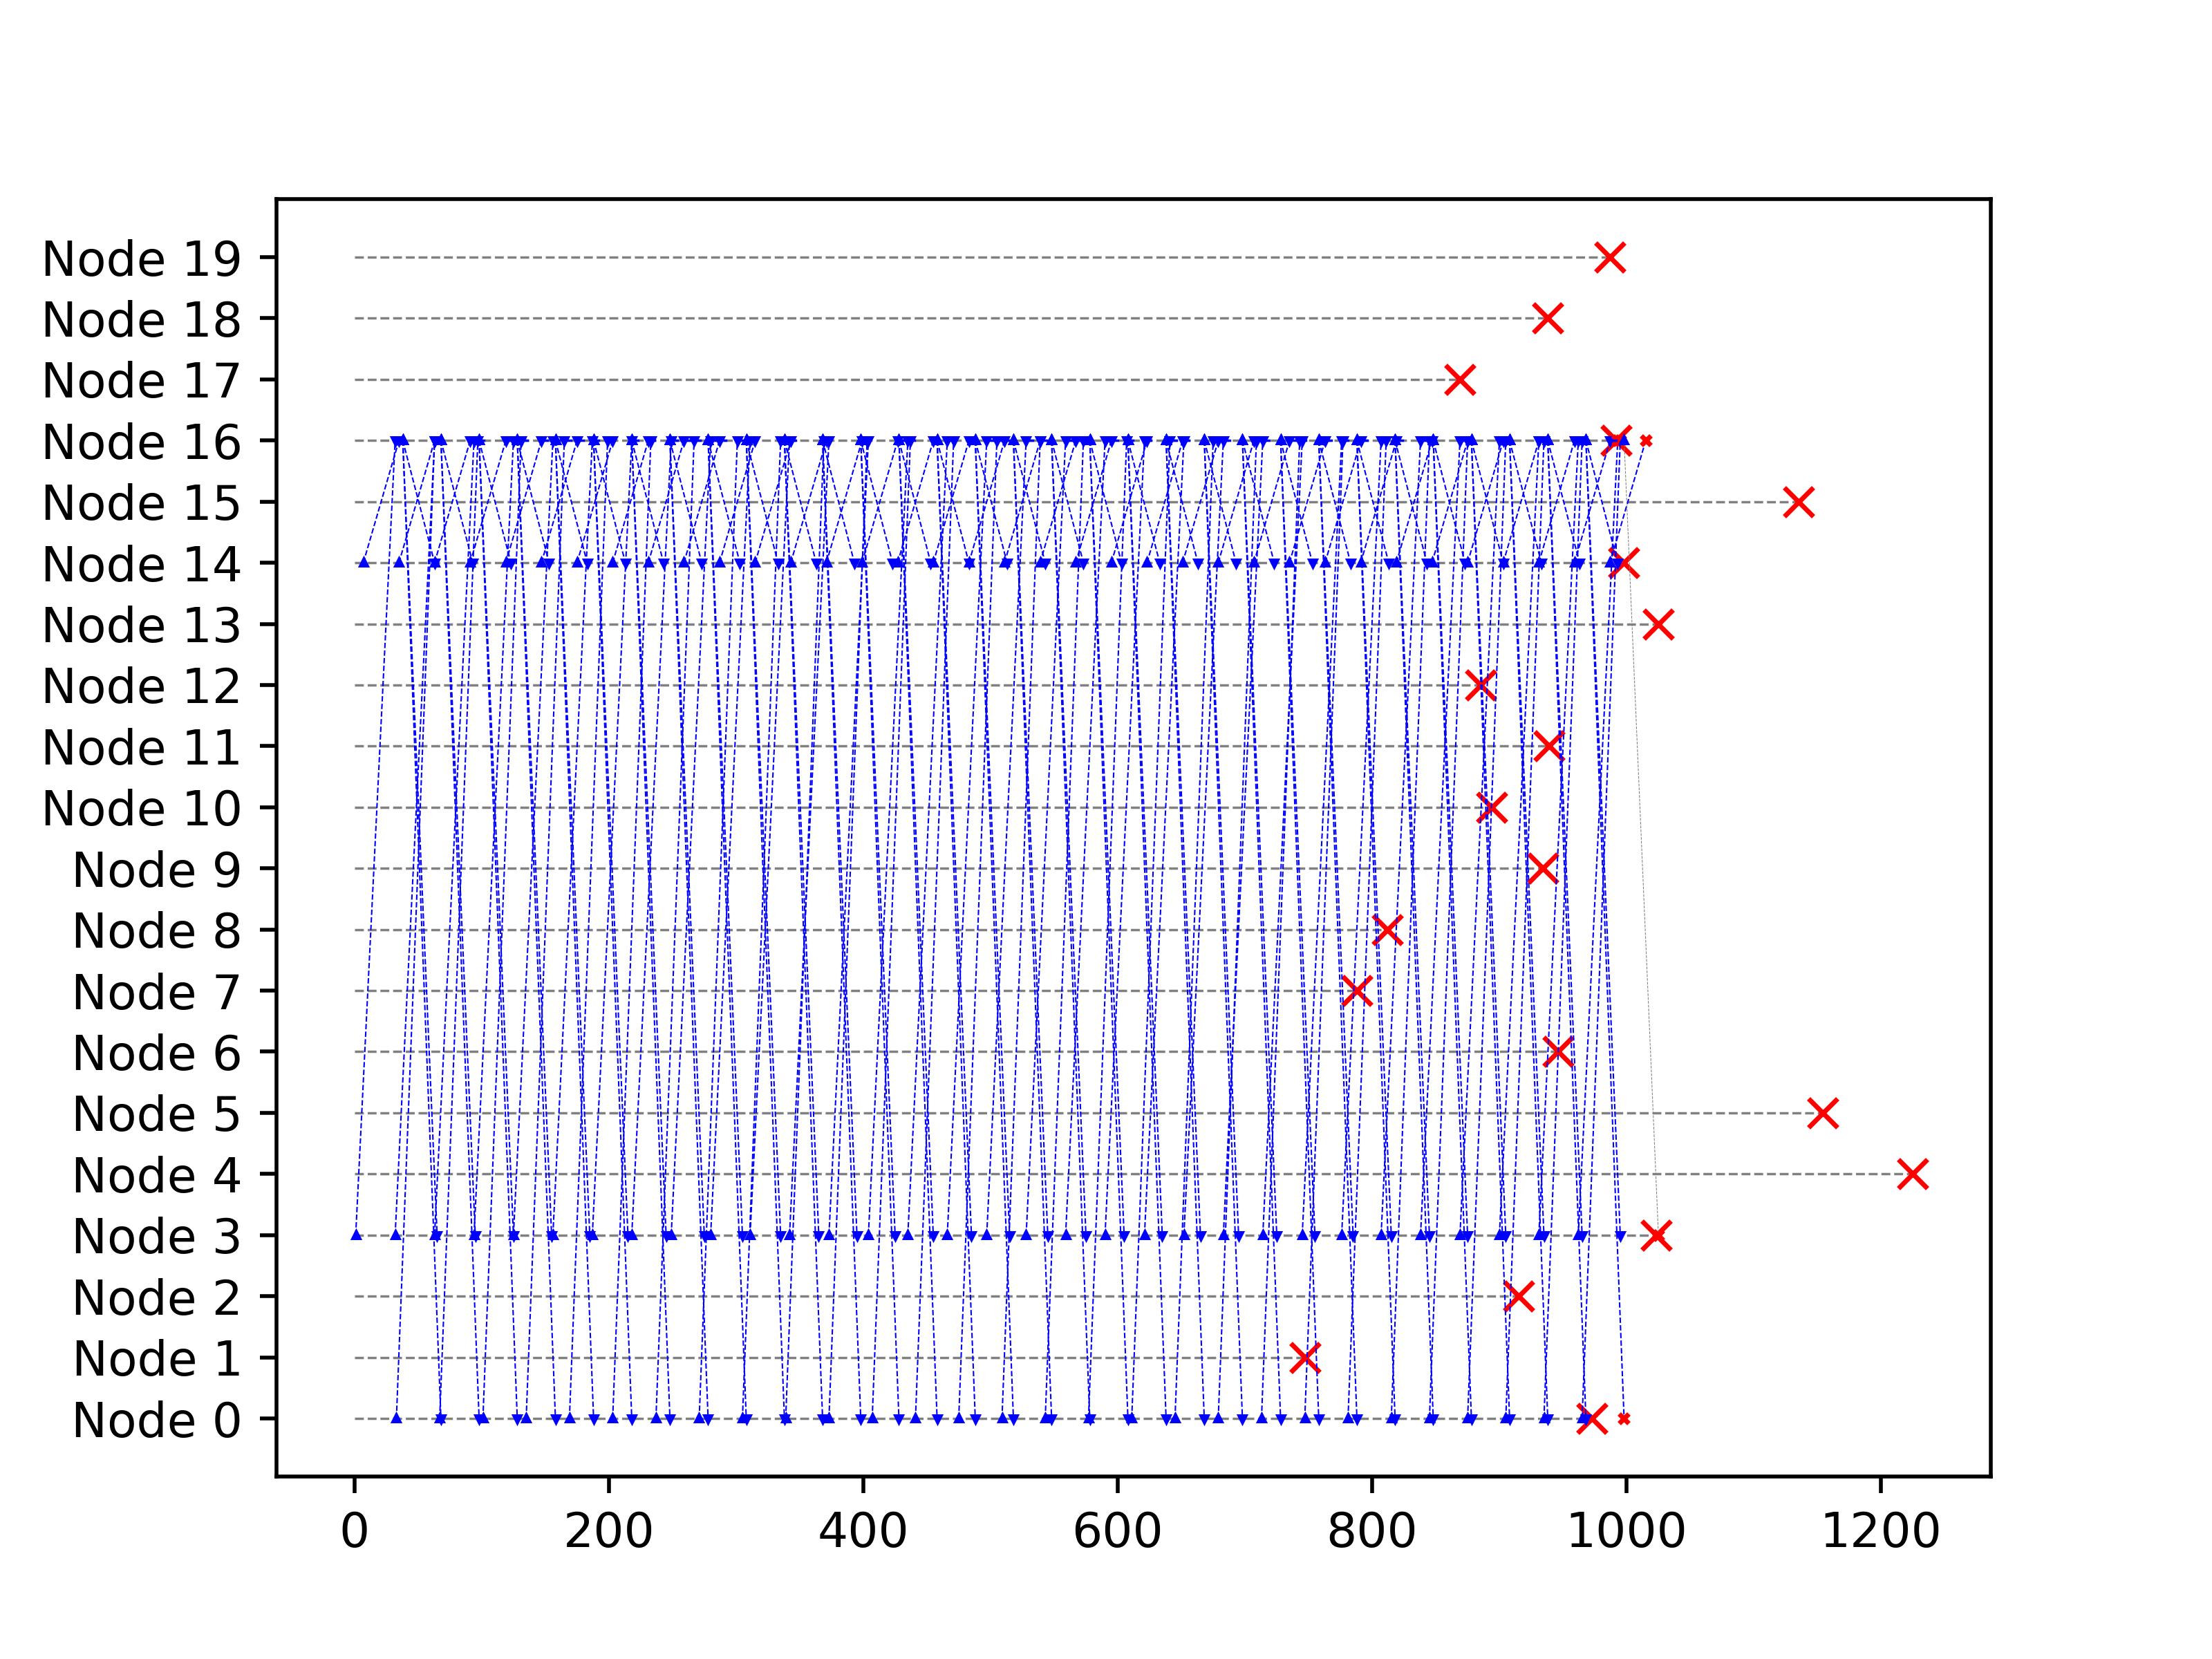 Node 19
Node 18
Node 17
Node 16
Node 15
Node 14
Node 13
Node 12
Node 11
Node 10
Node 9
Node 8
Node 7
Node 6
Node 5
Node 4
Node 3
Node 2
Node 1
Node 0
0 200 400 600 800 1000 1200